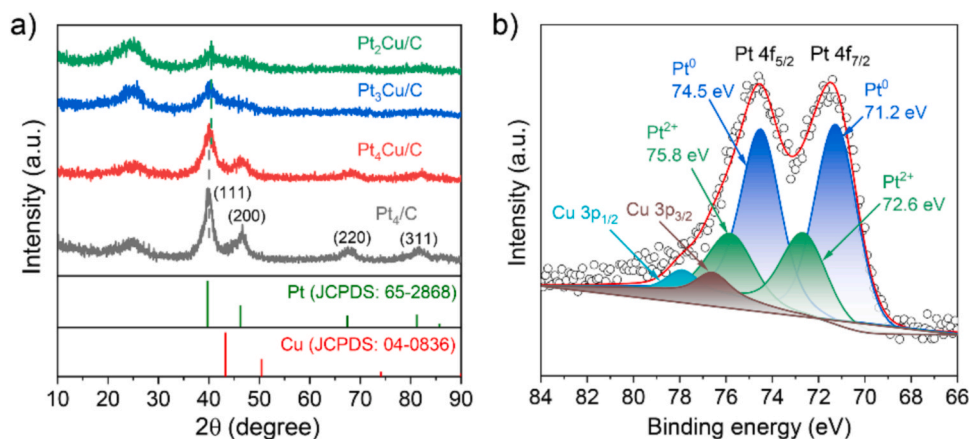 a)
Pt₂Cu/C
Pt₃Cu/C
Pt₄Cu/C
(111)
Pt₄/C
(200)
(220)
(311)
Pt (JCPDS: 65-2868)
Cu (JCPDS: 04-0836)
Intensity (a.u.)
10 20 30 40 50 60 70 80 90
2θ (degree)
b)
Pt 4f₅/₂ Pt 4f₇/₂
Pt⁰
74.5 eV
Pt⁰
71.2 eV
Pt²⁺
75.8 eV
Pt²⁺
72.6 eV
Cu 3p₃/₂
Cu 3p₁/₂
Intensity (a.u.)
84 82 80 78 76 74 72 70 68 66
Binding energy (eV)